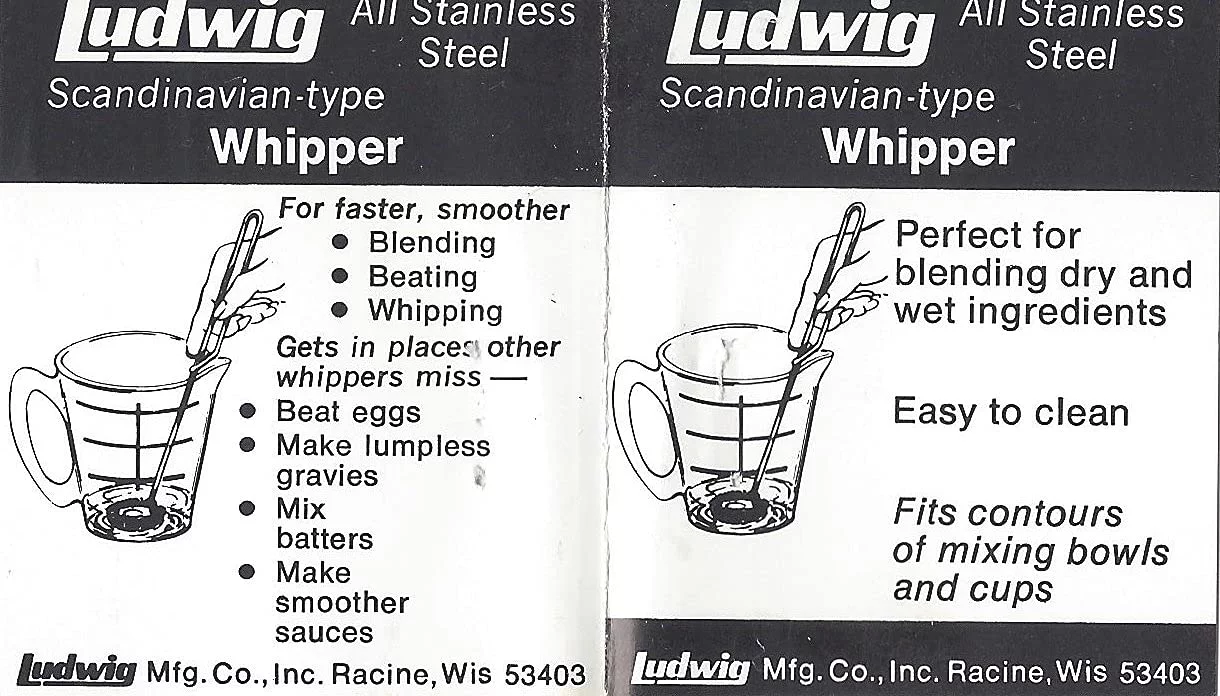 Ludwig All Stainless
Steel
Scandinavian-type
Whipper
For faster, smoother
● Blending
● Beating
● Whipping
Gets in places other
whippers miss —
● Beat eggs
● Make lumpless
gravies
● Mix
batters
● Make
smoother
sauces
Ludwig Mfg. Co., Inc. Racine, Wis 53403
Ludwig All Stainless
Steel
Scandinavian-type
Whipper
Perfect for
blending dry and
wet ingredients
Easy to clean
Fits contours
of mixing bowls
and cups
Ludwig Mfg. Co., Inc. Racine, Wis 53403